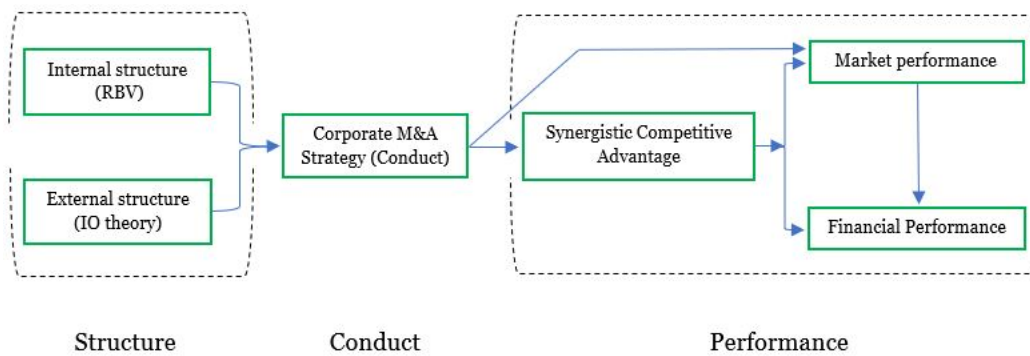 Internal structure
(RBV)
External structure
(IO theory)
Corporate M&A
Strategy (Conduct)
Synergistic Competitive
Advantage
Market performance
Financial Performance
Structure
Conduct
Performance